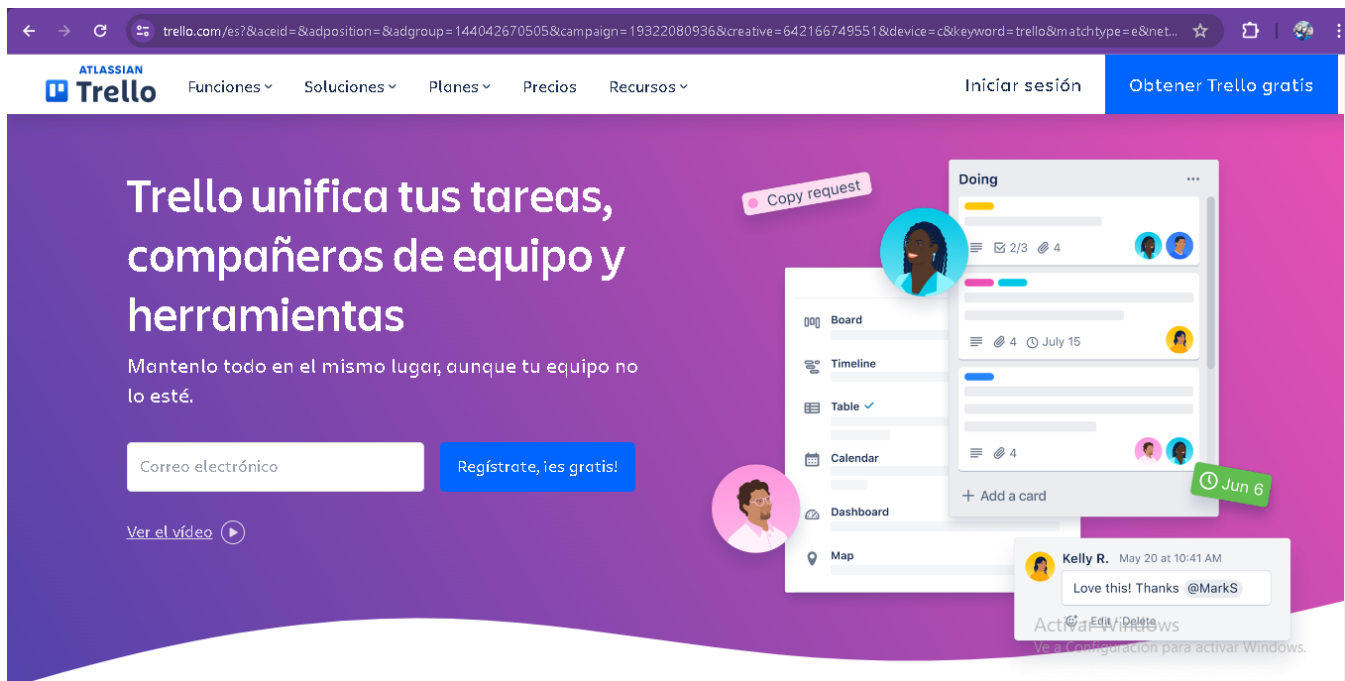 trello.com/es?&aceid=&adposition=&adgroup=144042670505&campaign=19322080936&creative=642166749551&device=c&keyword=trello&matchtype=e&net...
ATLASSIAN
Trello
Funciones
Soluciones
Planes
Precios
Recursos
Iniciar sesión
Obtener Trello gratis
Trello unifica tus tareas,
compañeros de equipo y
herramientas
Mantenlo todo en el mismo lugar, aunque tu equipo no
lo esté.
Correo electrónico
Regístrate, ¡es gratis!
Ver el vídeo
Copy request
Doing
2/3 4
4 July 15
4
+ Add a card
Jun 6
Board
Timeline
Table
Calendar
Dashboard
Map
Kelly R. May 20 at 10:41 AM
Love this! Thanks @MarkS
Edit · Delete
Activar Windows
Ve a Configuración para activar Windows.